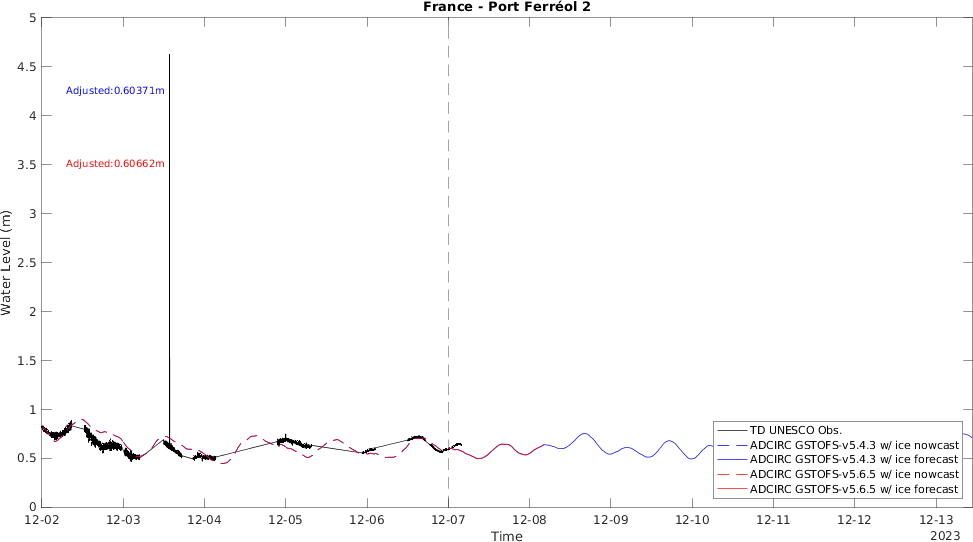 France - Port Ferréol 2
5
4.5
4
3.5
3
2.5
2
1.5
1
0.5
0
Water Level (m)
Adjusted:0.60371m
Adjusted:0.60662m
TD UNESCO Obs.
ADCIRC GSTOFS-v5.4.3 w/ ice nowcast
ADCIRC GSTOFS-v5.4.3 w/ ice forecast
ADCIRC GSTOFS-v5.6.5 w/ ice nowcast
ADCIRC GSTOFS-v5.6.5 w/ ice forecast
12-02 12-03 12-04 12-05 12-06 12-07 12-08 12-09 12-10 12-11 12-12 12-13
2023
Time